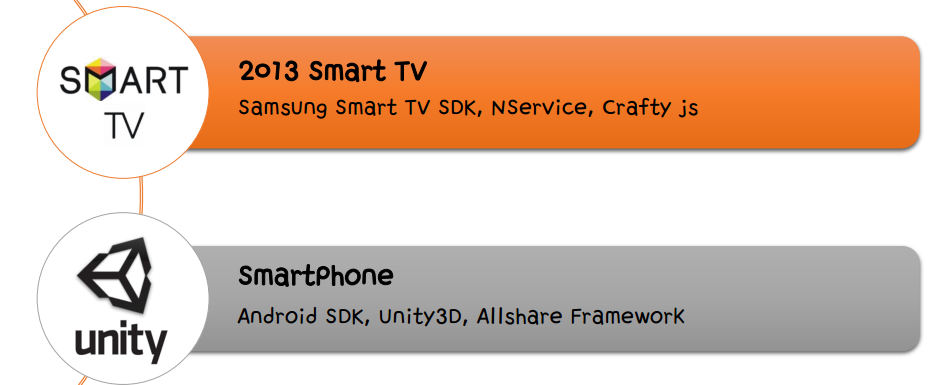 SMART
TV
2013 Smart TV
Samsung Smart TV SDK, NService, Crafty js
unity
SmartPhone
Android SDK, Unity3D, Allshare Framework